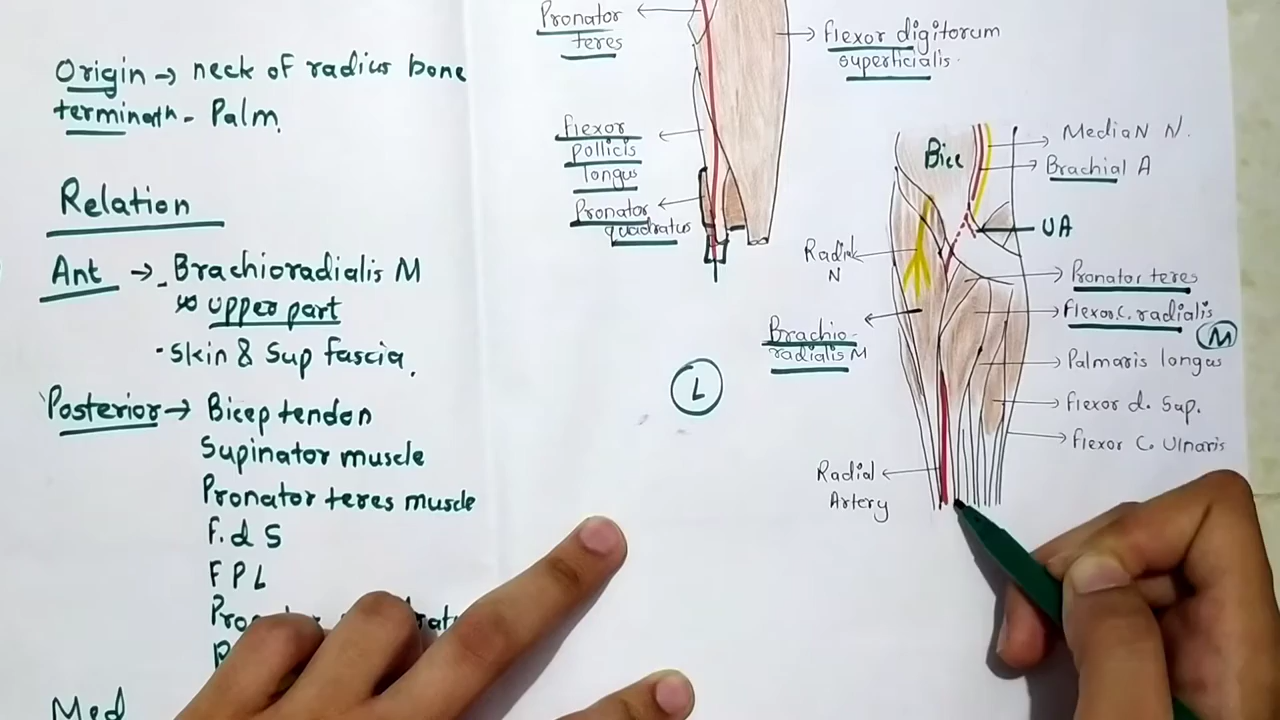 Origin → neck of radius bone
terminatn - Palm
Relation
Ant → Brachioradialis M
upper part
· Skin & Sup fascia,
Posterior → Bicep tendon
Supinator muscle
Pronator teres muscle
F. d S
F P L
Med
Pronator
teres
flexor
pollicis
longus
Pronator
quadratus
Flexor digitorum
superficialis.
L
Bice
Median N.
Brachial A
UA
Radial
N
Pronator teres
Flexor C. radialis
M
Brachio-
radialis M
Palmaris longus
Flexor d. Sup.
Flexor C. Ulnaris
Radial
Artery